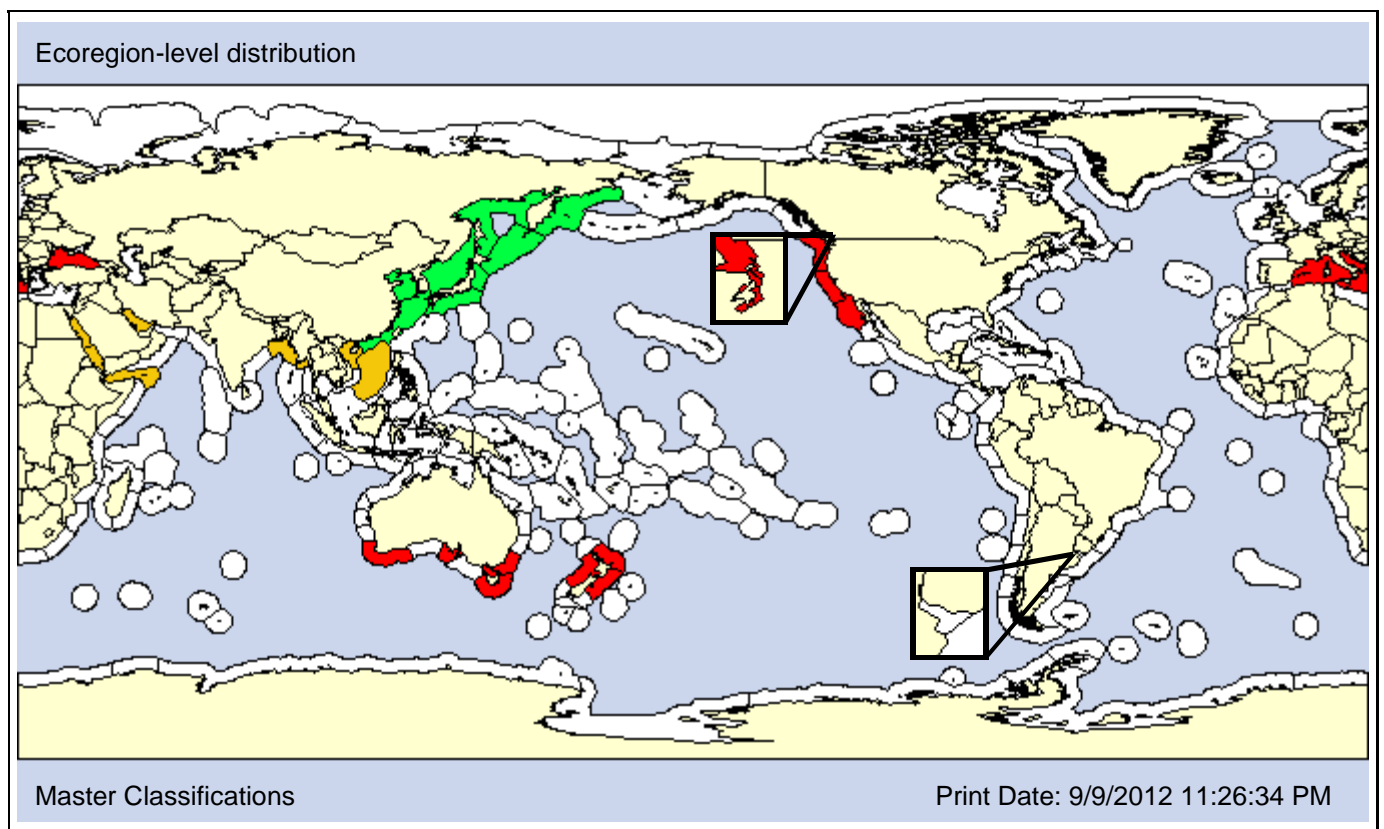 Ecoregion-level distribution
Master Classifications
Print Date: 9/9/2012 11:26:34 PM